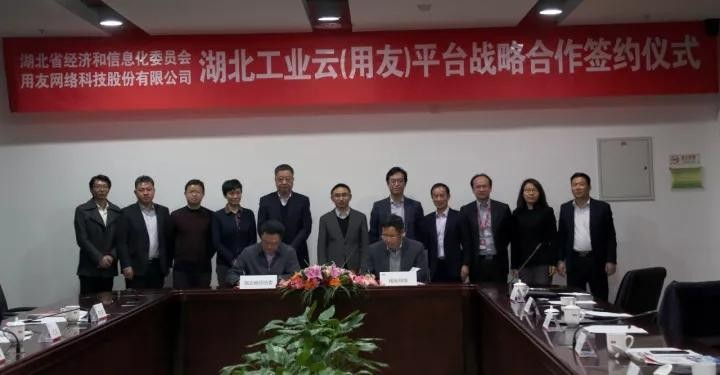 湖北省经济和信息化委员会
用友网络科技股份有限公司
湖北工业云(用友)平台战略合作签约仪式